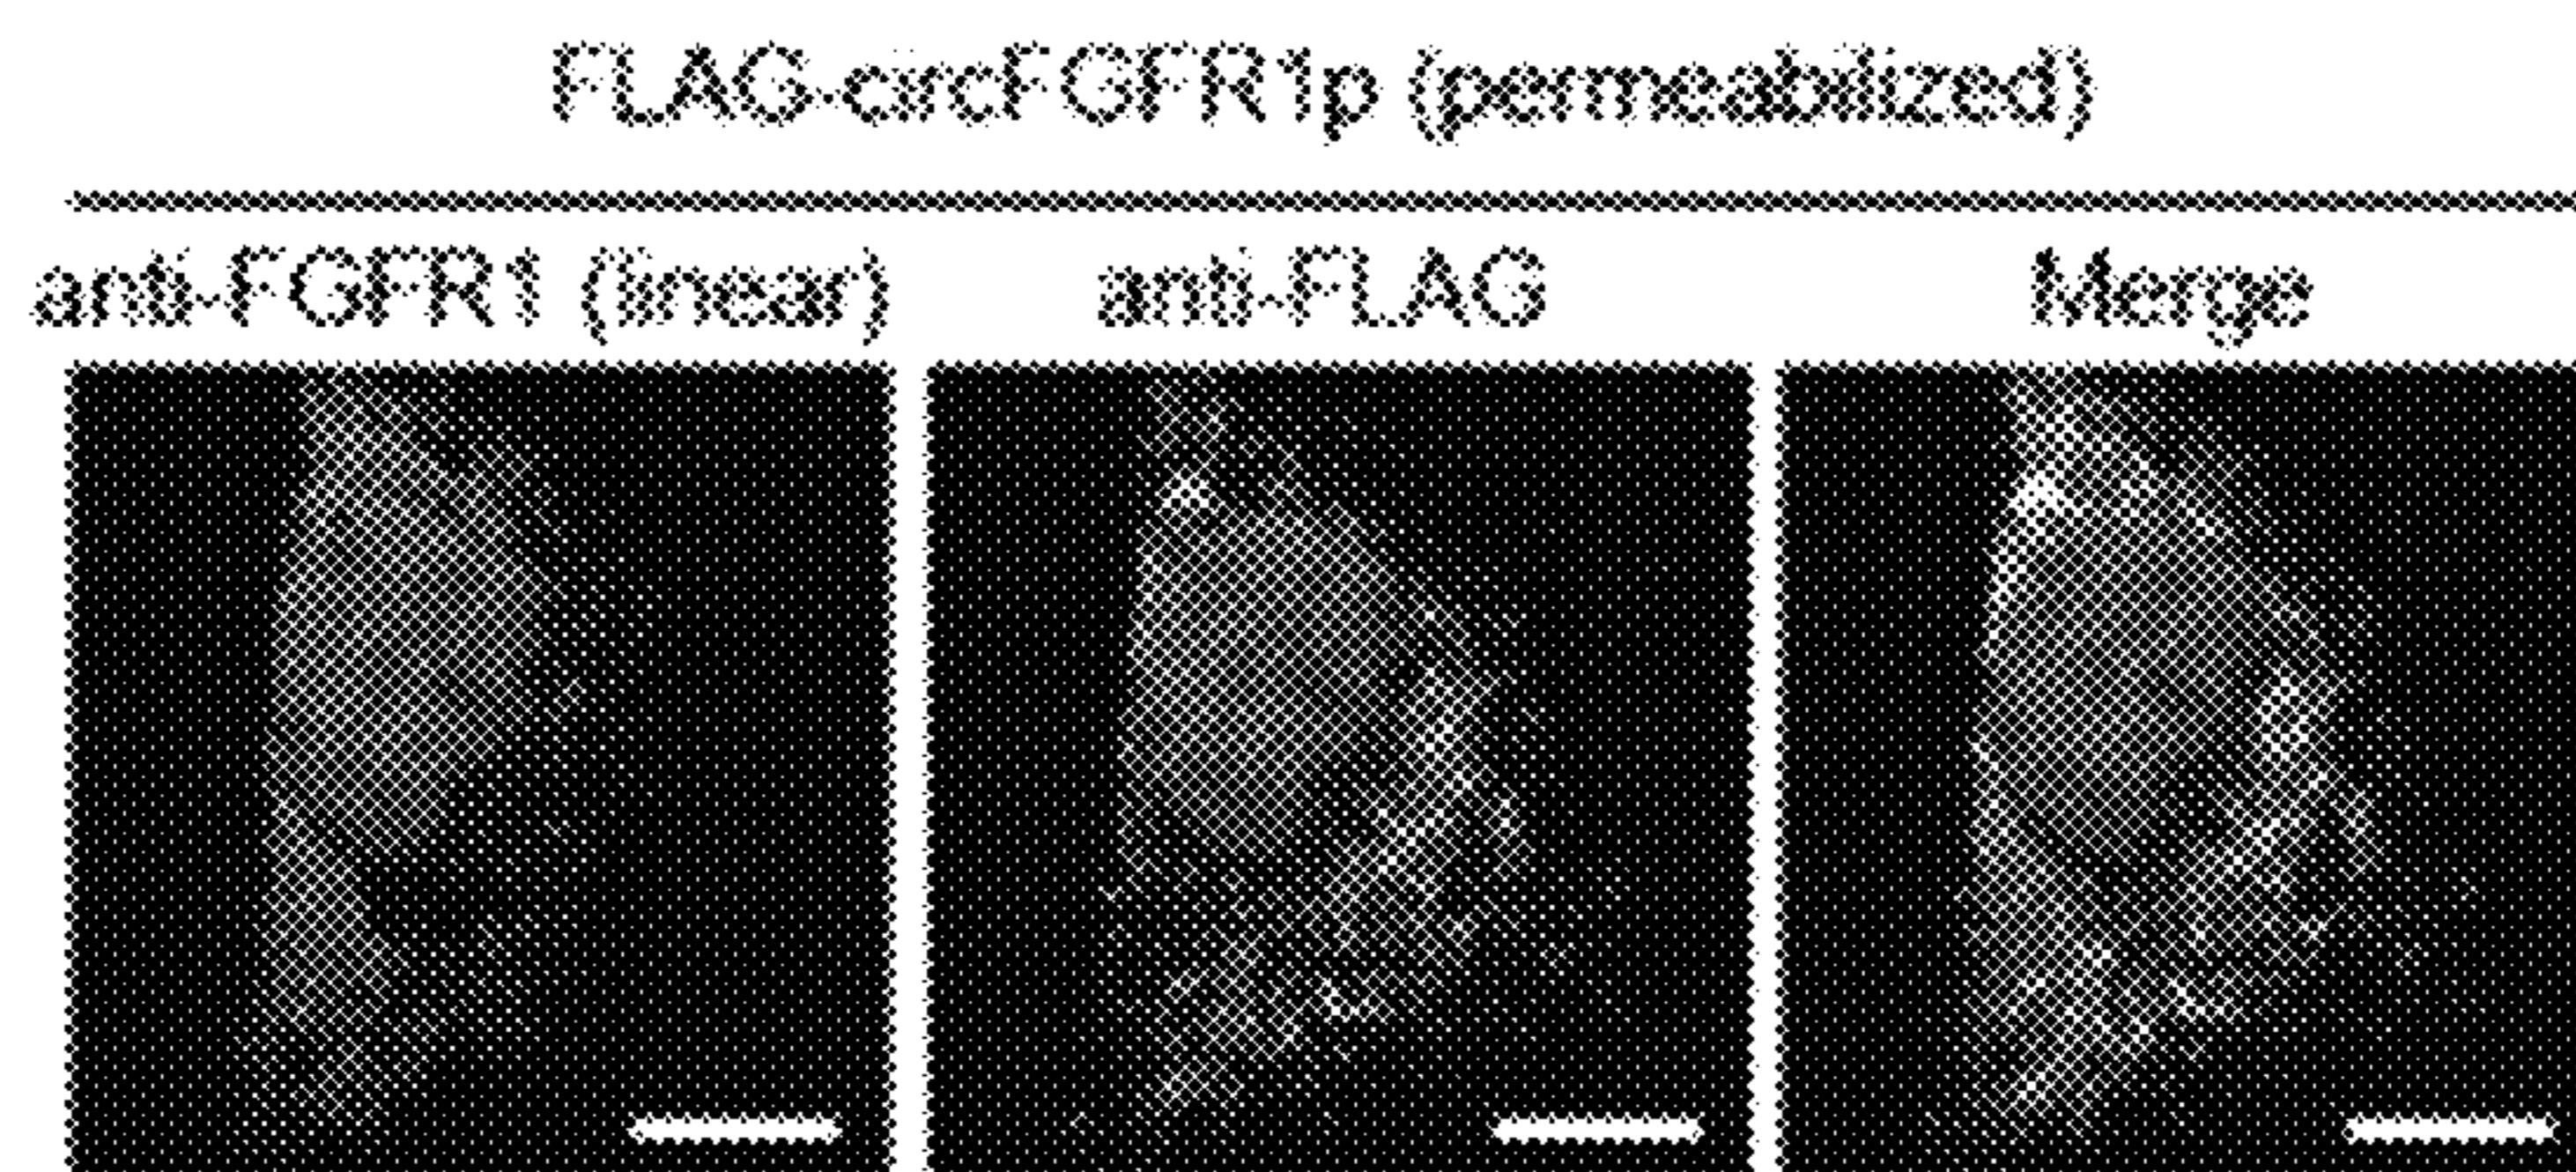 FLAG-circFGFR1p (permeabilized)
anti-FGFR1 (linear)
anti-FLAG
Merge